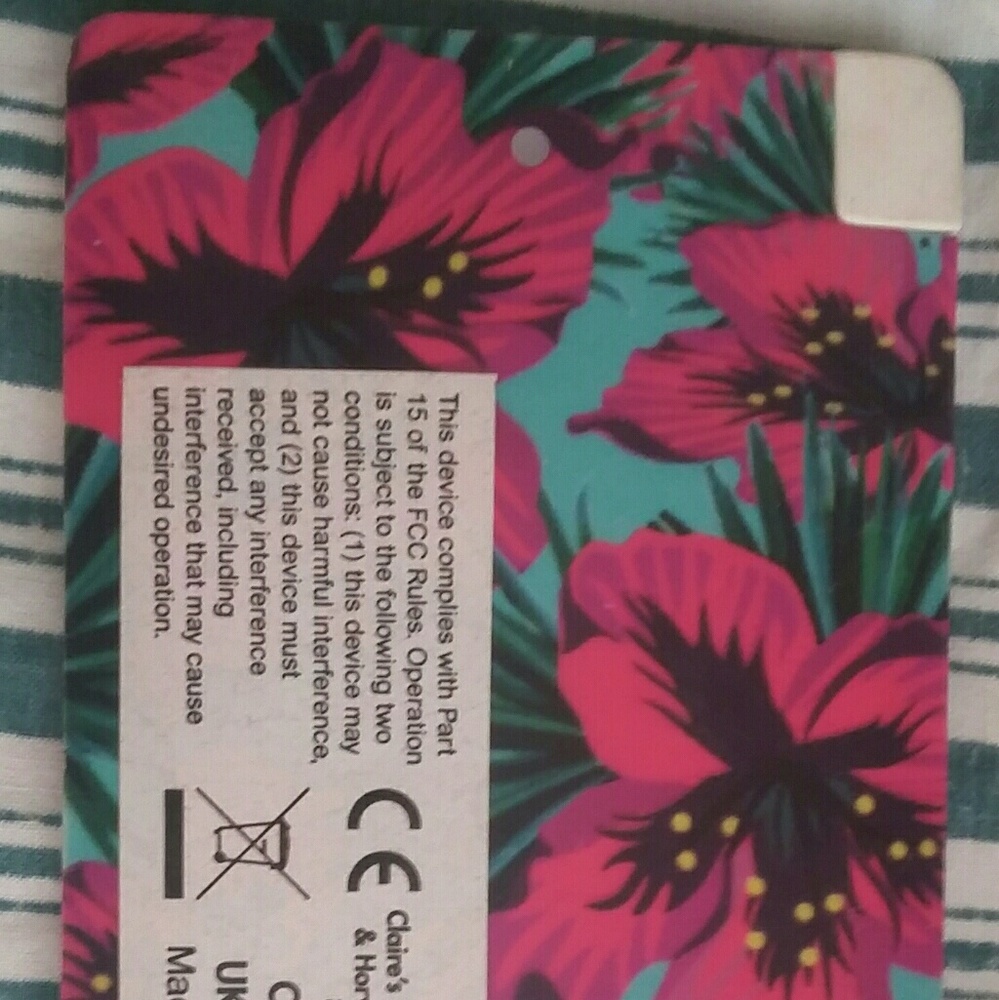 This device complies with Part
15 of the FCC Rules. Operation
is subject to the following two
conditions: (1) this device may
not cause harmful interference,
and (2) this device must
accept any interference
received, including
interference that may cause
undesired operation.
CE
Claire's
&
UK